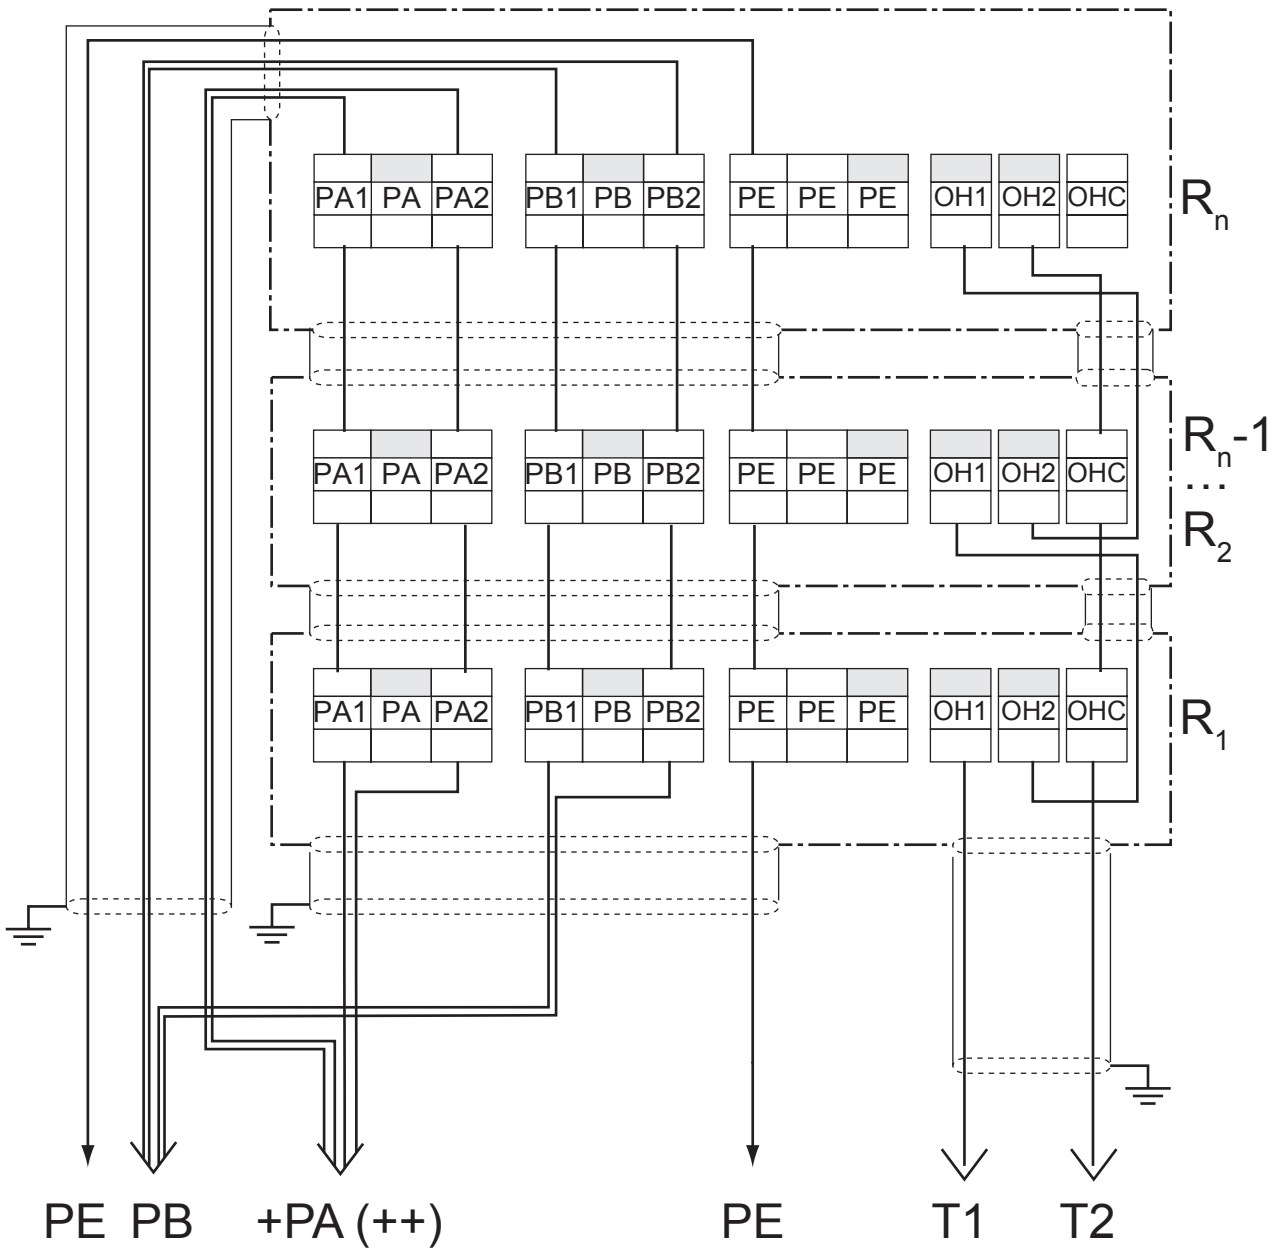 PA1 PA PA2 PB1 PB PB2 PE PE PE OH1 OH2 OHC Rn
PA1 PA PA2 PB1 PB PB2 PE PE PE OH1 OH2 OHC Rn-1
...
R2
PA1 PA PA2 PB1 PB PB2 PE PE PE OH1 OH2 OHC R1
PE PB +PA (++) PE T1 T2